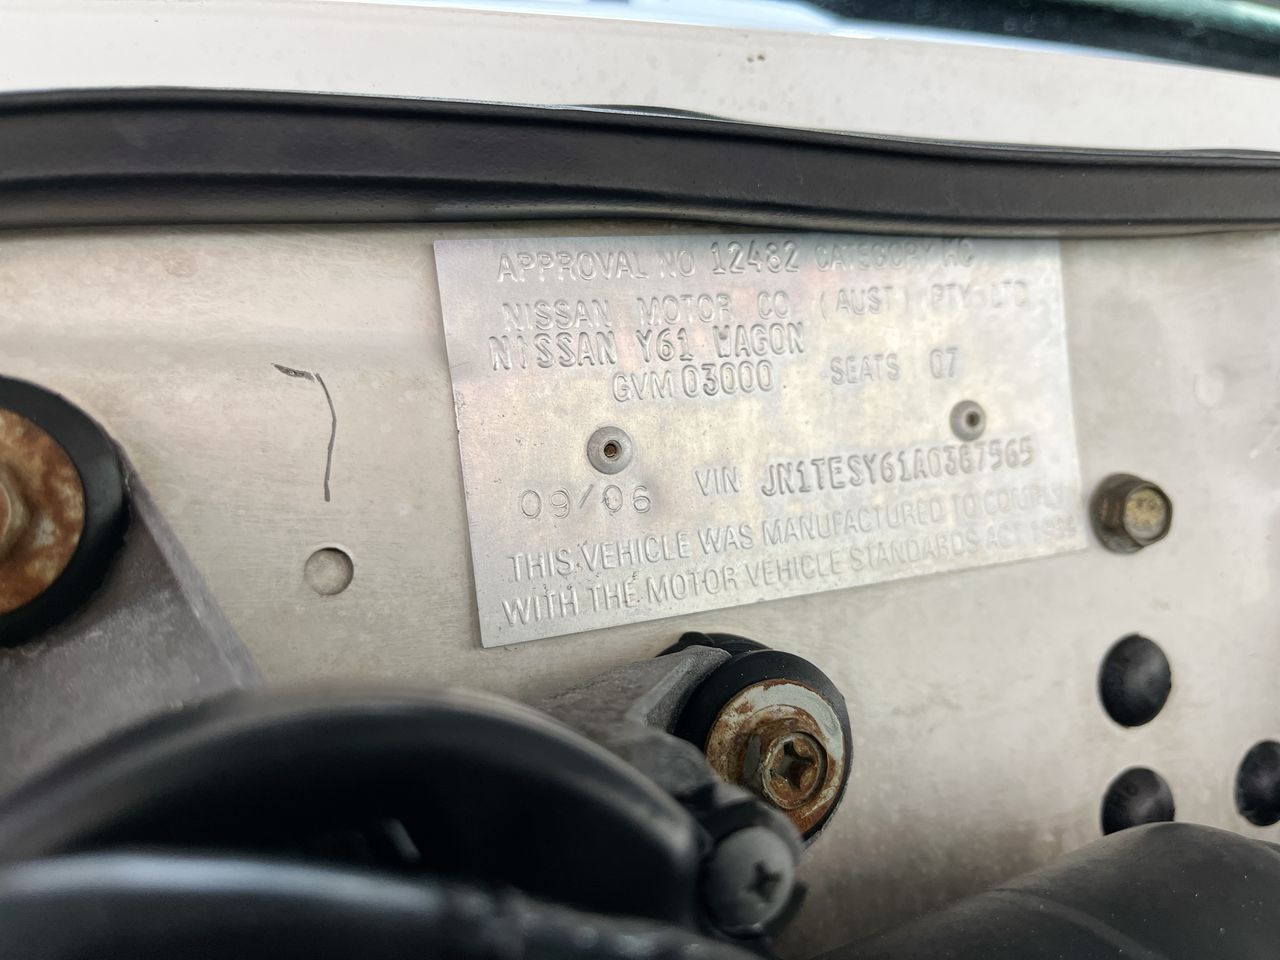 APPROVAL NO 12482 CATEGORY MC
NISSAN MOTOR CO (AUST) PTY LTD
NISSAN Y61 WAGON
GVM 03000 SEATS 07
09/06 VIN JN1TESY61A0367565
THIS VEHICLE WAS MANUFACTURED TO COMPLY
WITH THE MOTOR VEHICLE STANDARDS ACT 1989